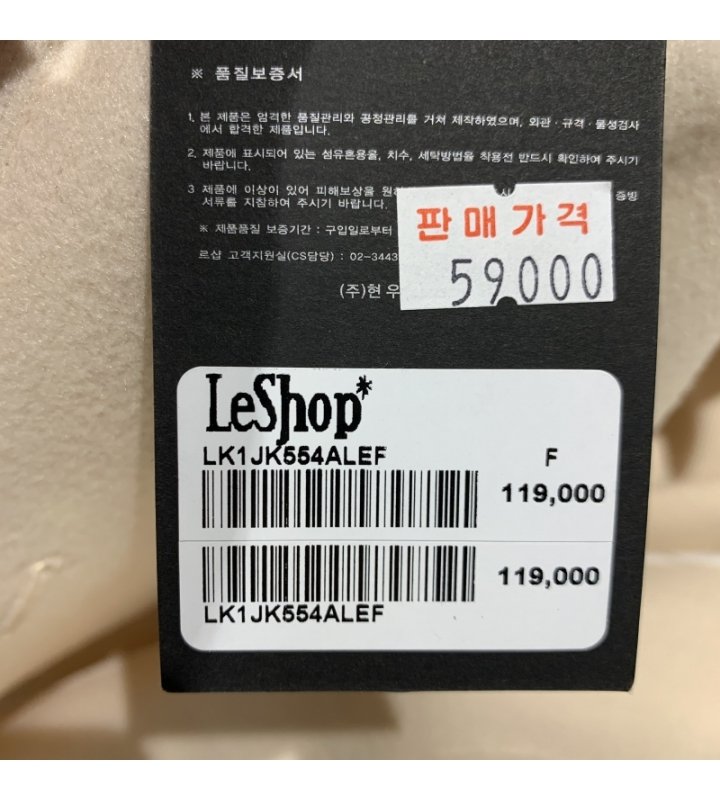 ※ 품질보증서
1. 본 제품은 엄격한 품질관리와 공정관리를 거쳐 제작하였으며, 외관·규격·물성검사
에서 합격한 제품입니다.
2. 제품에 표시되어 있는 섬유혼용율, 치수, 세탁방법을 착용전 반드시 확인하여 주시기
바랍니다.
3 제품에 이상이 있어 피해보상을 원하 시 증빙
서류를 지참하여 주시기 바랍니다.
※ 제품품질 보증기간 : 구입일로부터
로샵 고객지원실(CS담당) : 02-3443
(주)현우
판매가격
59000
LeShop*
LK1JK554ALEF F
119,000
119,000
LK1JK554ALEF